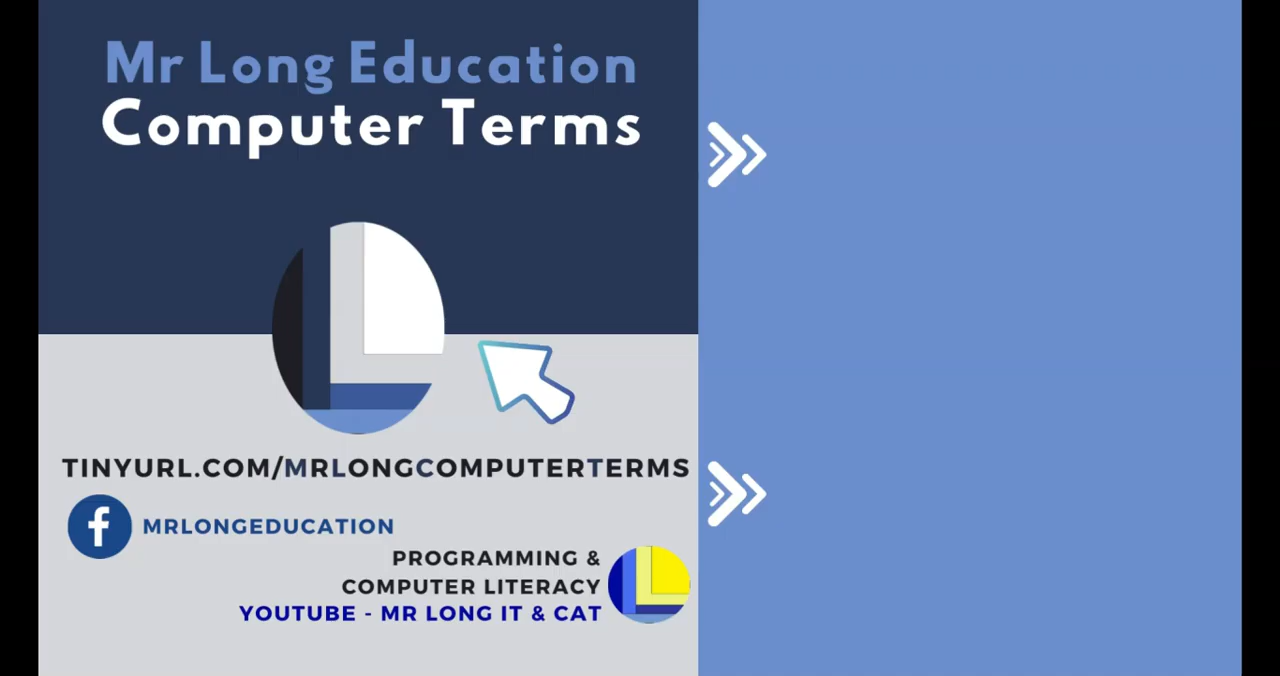 Mr Long Education
Computer Terms
TINYURL.COM/MRLONGCOMPUTERTERMS
MRLONGEDUCATION
PROGRAMMING &
COMPUTER LITERACY
YOUTUBE - MR LONG IT & CAT